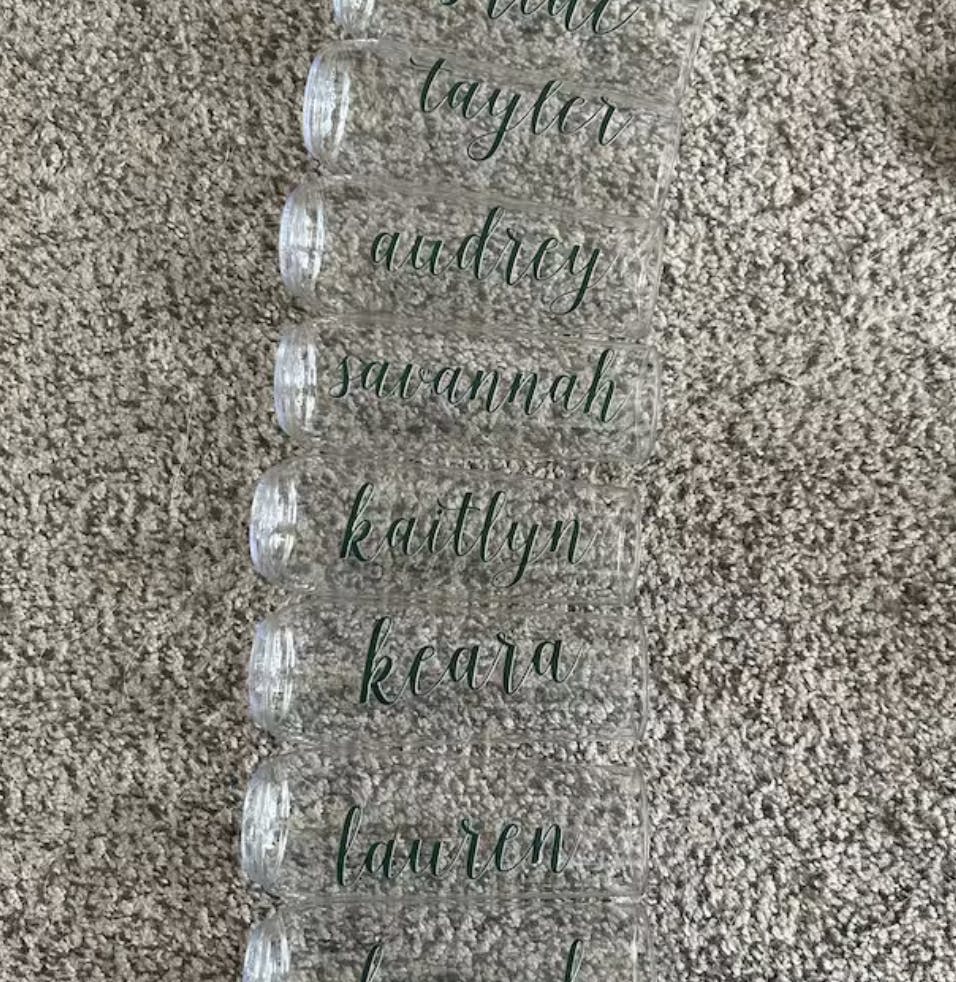 tayler
audrey
savannah
kaitlyn
keara
lauren